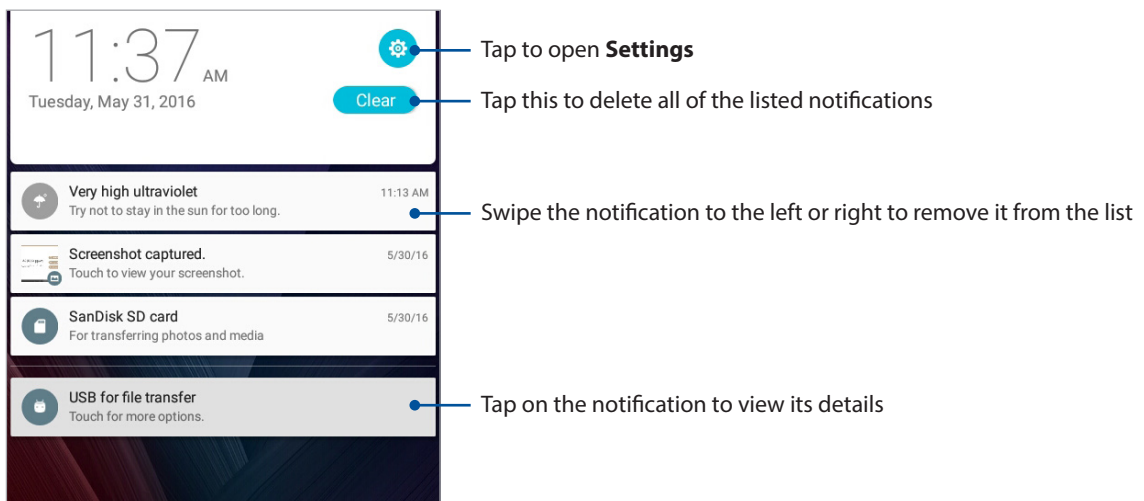 11:37 AM
Tap to open Settings
Tuesday, May 31, 2016
Clear
Tap this to delete all of the listed notifications
Very high ultraviolet
11:13 AM
Try not to stay in the sun for too long.
Swipe the notification to the left or right to remove it from the list
Screenshot captured.
5/30/16
Touch to view your screenshot.
SanDisk SD card
5/30/16
For transferring photos and media
USB for file transfer
Touch for more options.
Tap on the notification to view its details